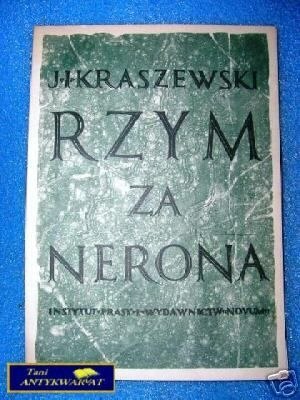 J·I·KRASZEWSKI
RZYM
ZA
NERONA
INSTYTUT·PRASY·I·WYDAWNICTW·NOVUM
Tani
ANTYKWARIAT